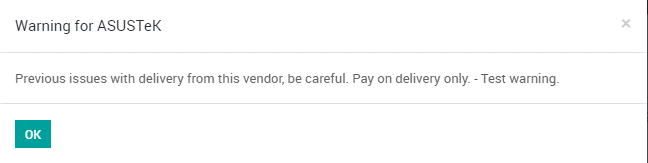 Warning for ASUSTeK
×
Previous issues with delivery from this vendor, be careful. Pay on delivery only. - Test warning.
OK